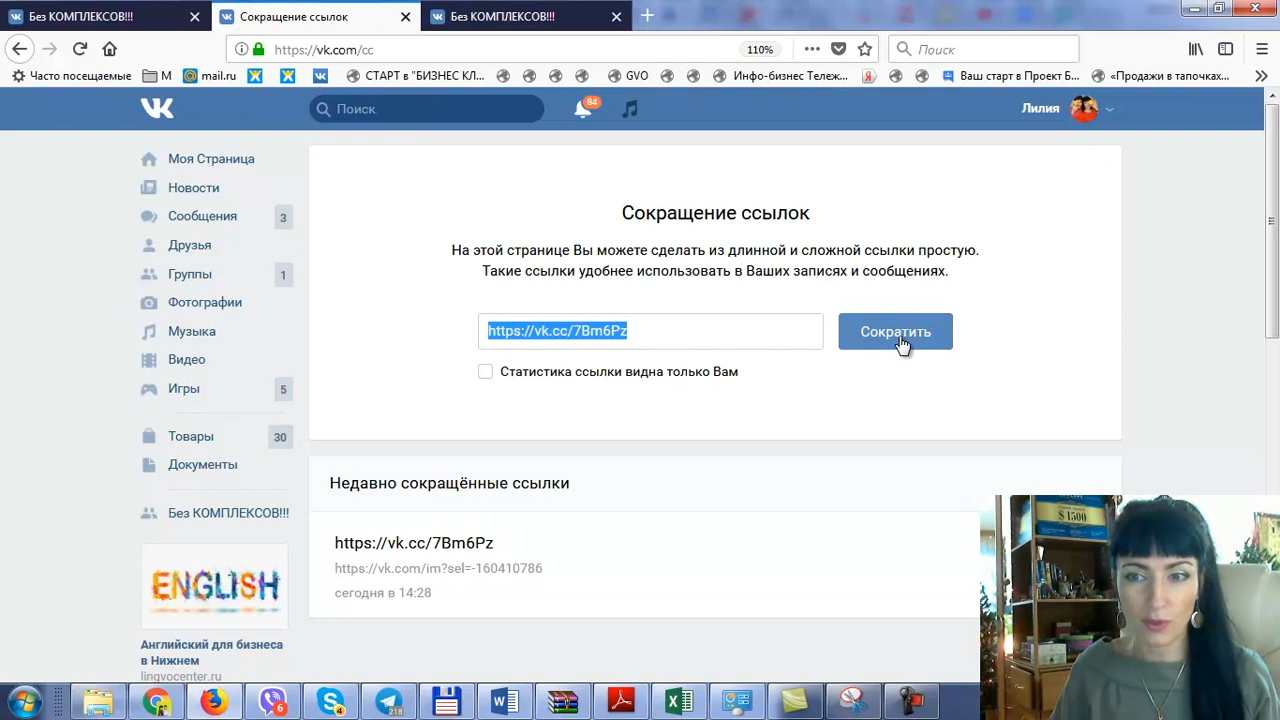 Без КОМПЛЕКСОВ!!!
Сокращение ссылок
Без КОМПЛЕКСОВ!!!
https://vk.com/cc
110%
Поиск
Часто посещаемые
М
mail.ru
СТАРТ в "БИЗНЕС КЛ...
GVO
Инфо-бизнес Тележ...
Я
Ваш старт в Проект Б...
«Продажи в тапочках...
Поиск
84
Лилия
Моя Страница
Новости
Сообщения 3
Друзья
Группы 1
Фотографии
Музыка
Видео
Игры 5
Товары 30
Документы
Без КОМПЛЕКСОВ!!!
ENGLISH
Английский для бизнеса
в Нижнем
lingvocenter.ru
Сокращение ссылок
На этой странице Вы можете сделать из длинной и сложной ссылки простую.
Такие ссылки удобнее использовать в Ваших записях и сообщениях.
https://vk.cc/7Bm6Pz
Сократить
Статистика ссылки видна только Вам
Недавно сокращённые ссылки
https://vk.cc/7Bm6Pz
https://vk.com/im?sel=-160410786
сегодня в 14:28
$ 1500
6
4
218